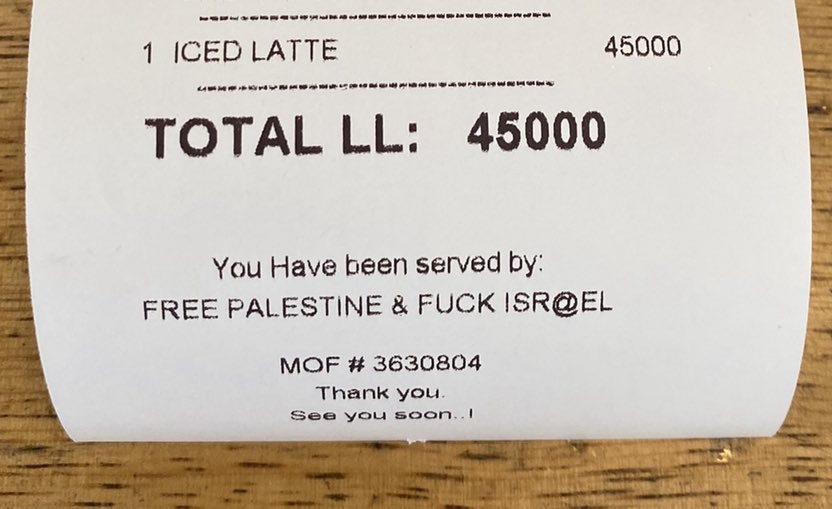 1 ICED LATTE 45000
TOTAL LL: 45000
You Have been served by:
FREE PALESTINE & FUCK ISR@EL
MOF # 3630804
Thank you.
See you soon..!